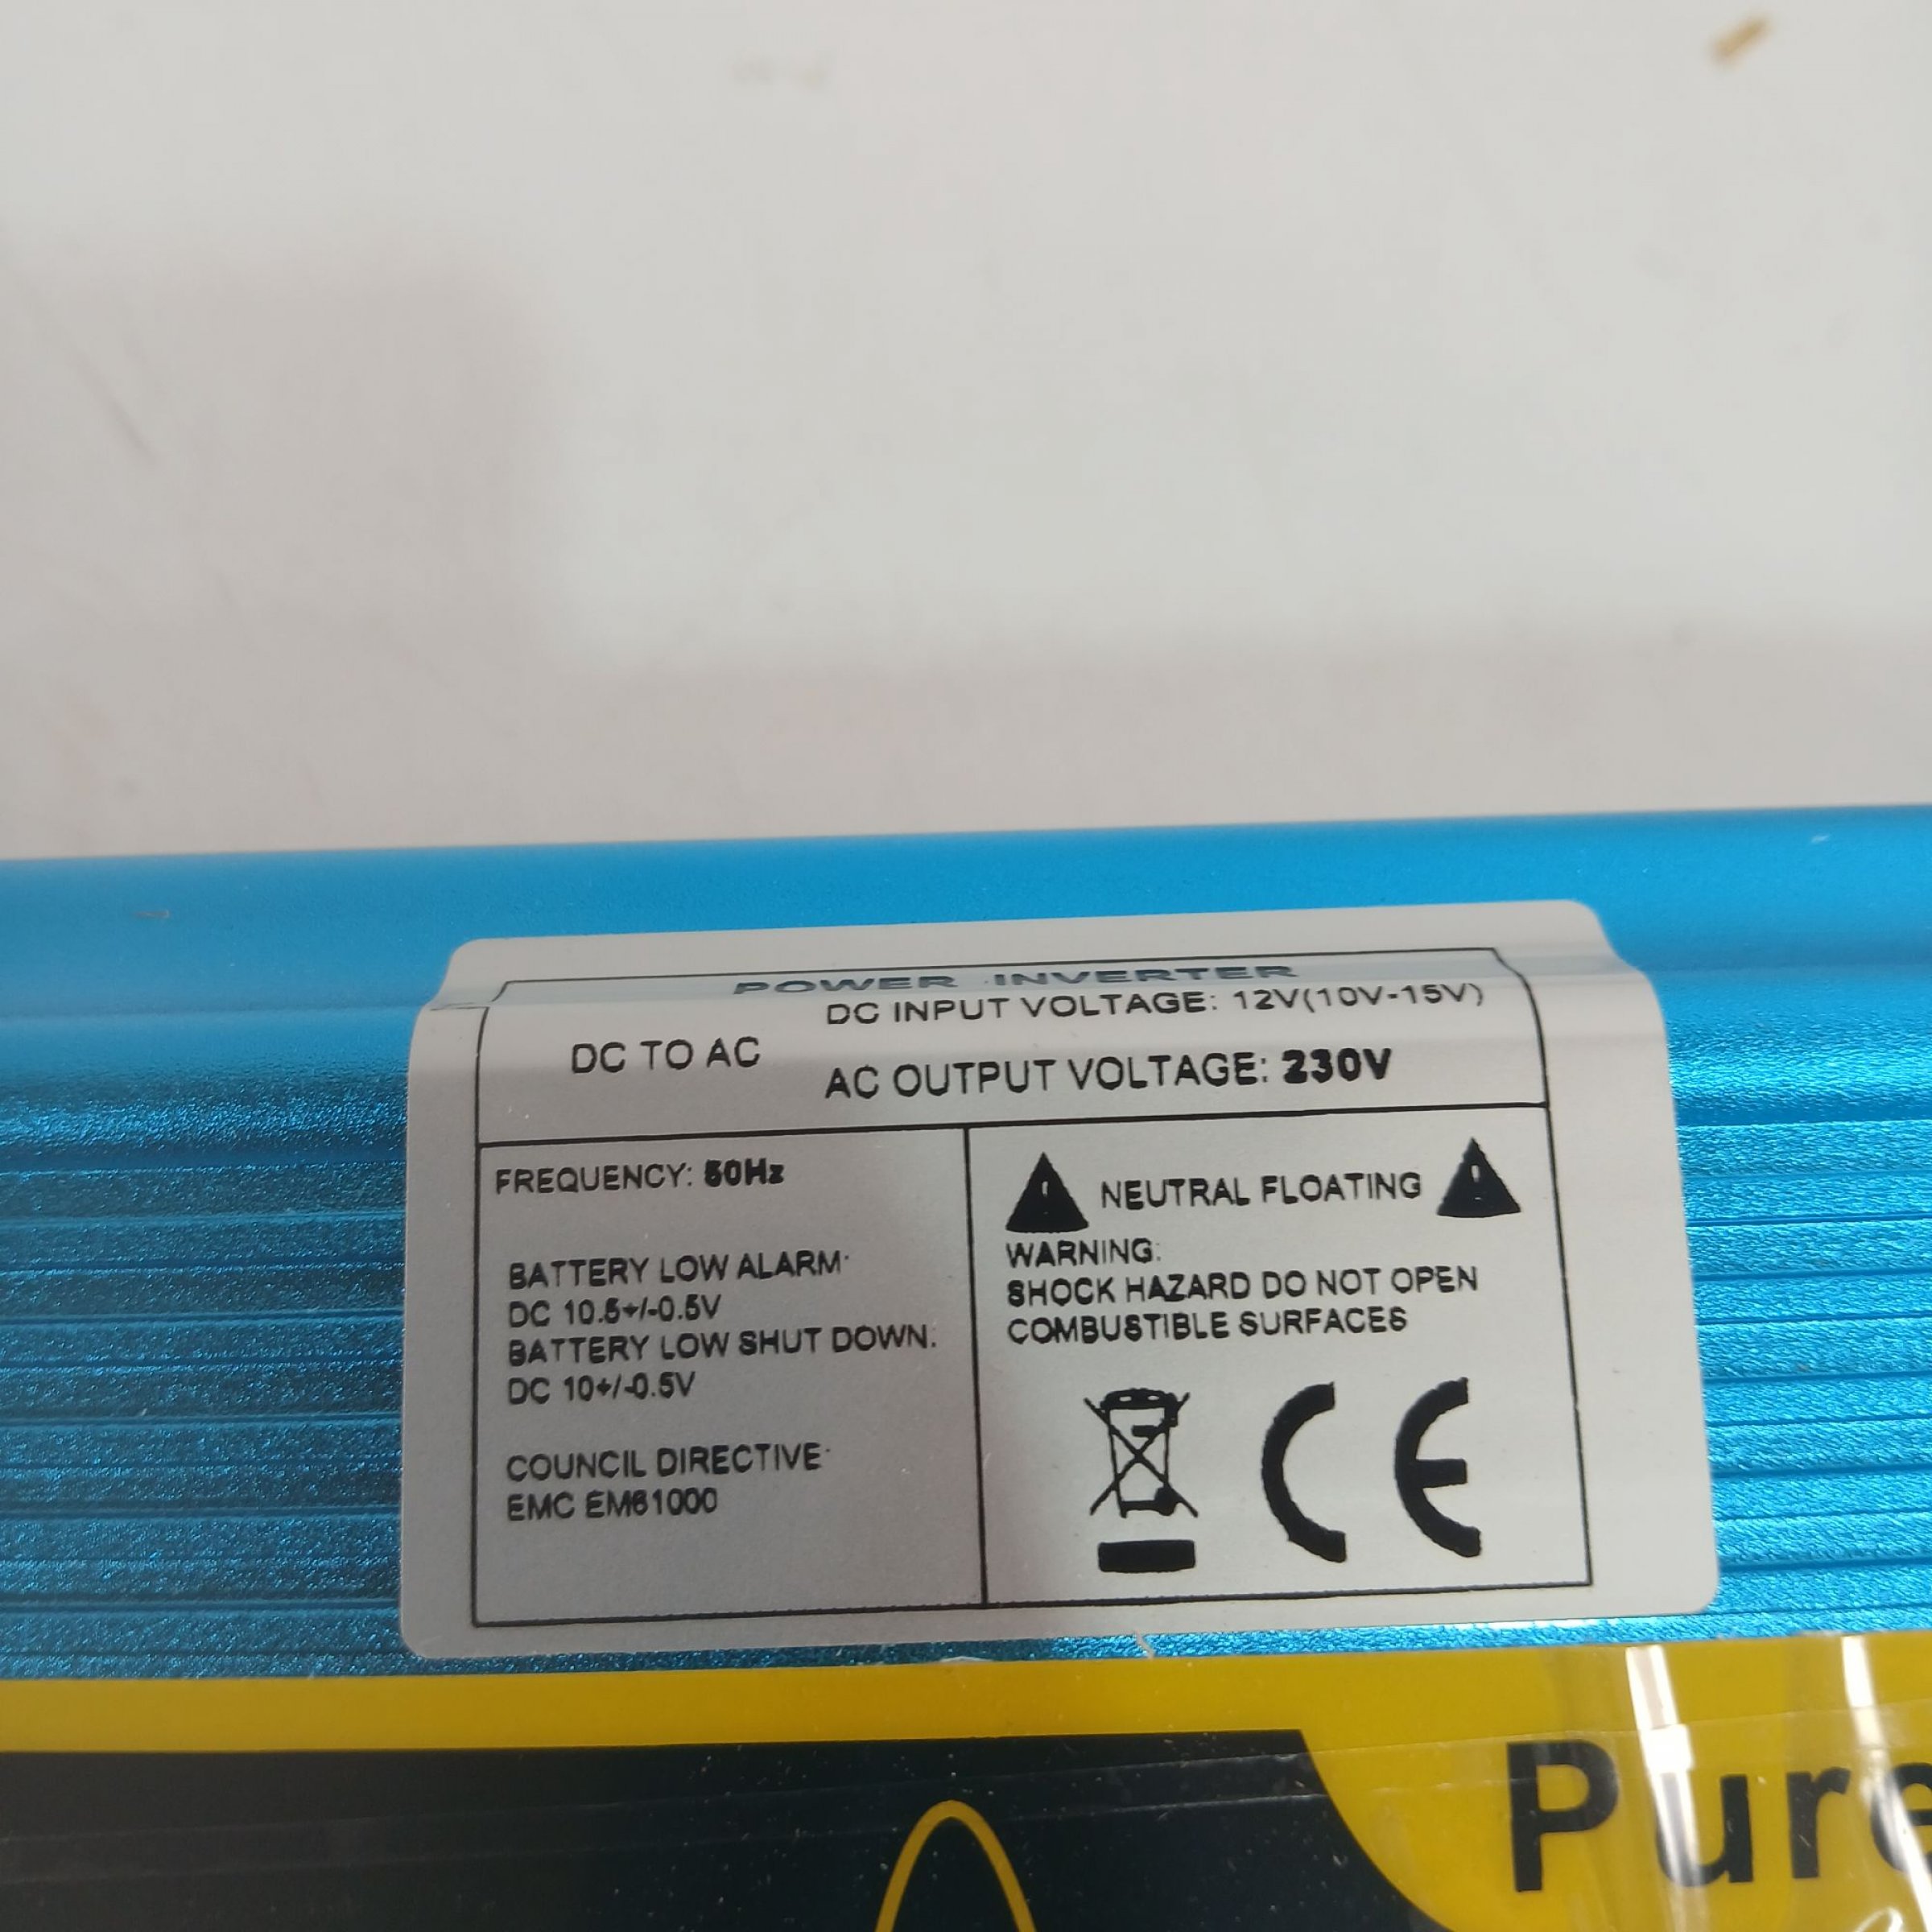 POWER INVERTER
DC TO AC
DC INPUT VOLTAGE: 12V(10V-15V)
AC OUTPUT VOLTAGE: 230V
FREQUENCY: 50Hz
BATTERY LOW ALARM:
DC 10.5+/-0.5V
BATTERY LOW SHUT DOWN:
DC 10+/-0.5V
COUNCIL DIRECTIVE:
EMC EM61000
NEUTRAL FLOATING
WARNING:
SHOCK HAZARD DO NOT OPEN
COMBUSTIBLE SURFACES
CE
Pure